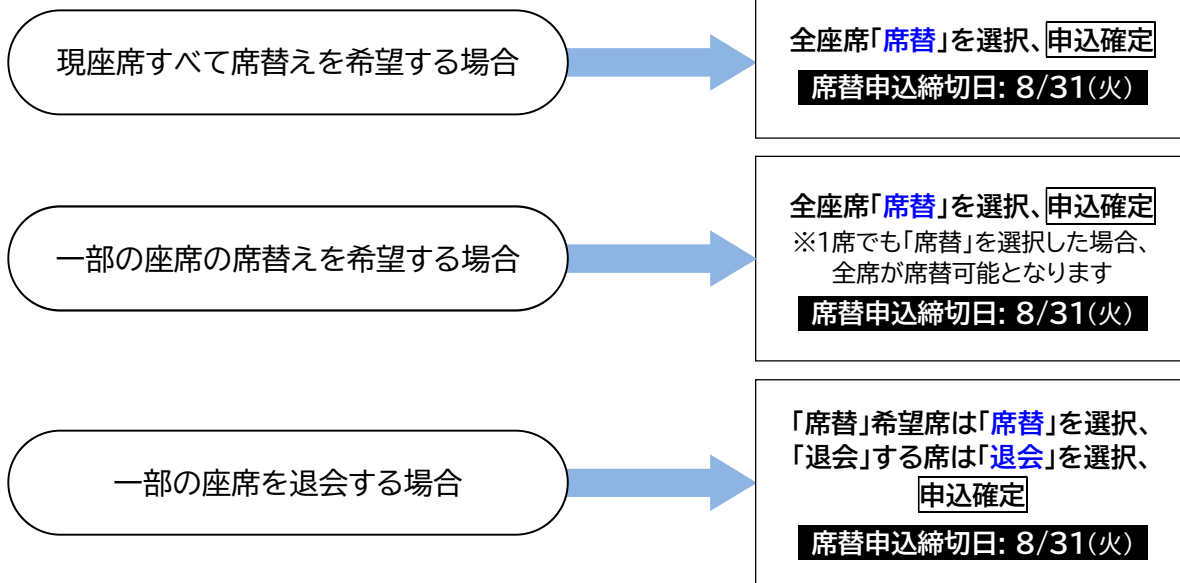 現座席すべて席替えを希望する場合
全座席「席替」を選択、申込確定
席替申込締切日: 8/31(火)
一部の座席の席替えを希望する場合
全座席「席替」を選択、申込確定
※1席でも「席替」を選択した場合、
全席が席替可能となります
席替申込締切日: 8/31(火)
一部の座席を退会する場合
「席替」希望席は「席替」を選択、
「退会」する席は「退会」を選択、
申込確定
席替申込締切日: 8/31(火)